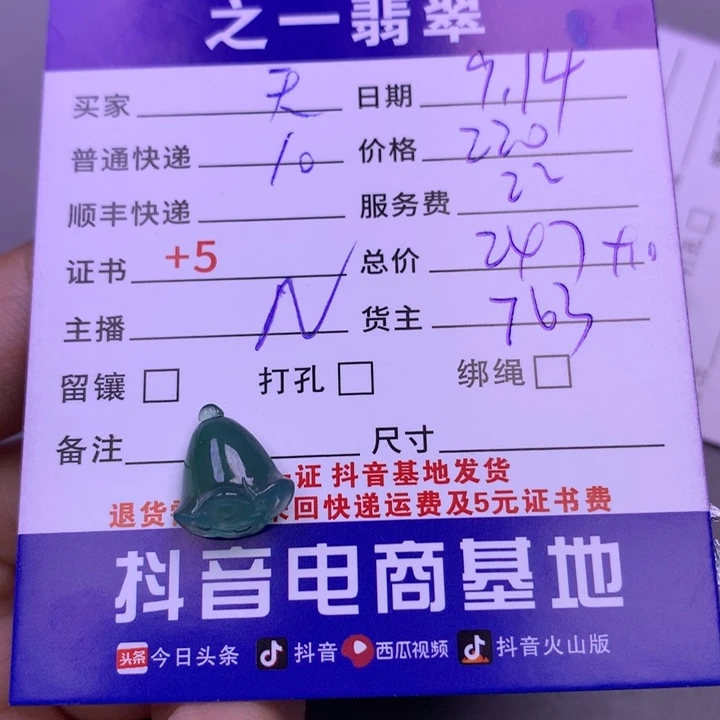 之一翡翠
买家 天 日期 9.14
普通快递 10 价格 220
顺丰快递 服务费 22
证书 +5 总价 247+10
主播 N 货主 763
留镶 打孔 绑绳
备注 尺寸
证 抖音基地发货
退货 来回快递运费及5元证书费
抖音电商基地
头条 今日头条 抖音 西瓜视频 抖音火山版